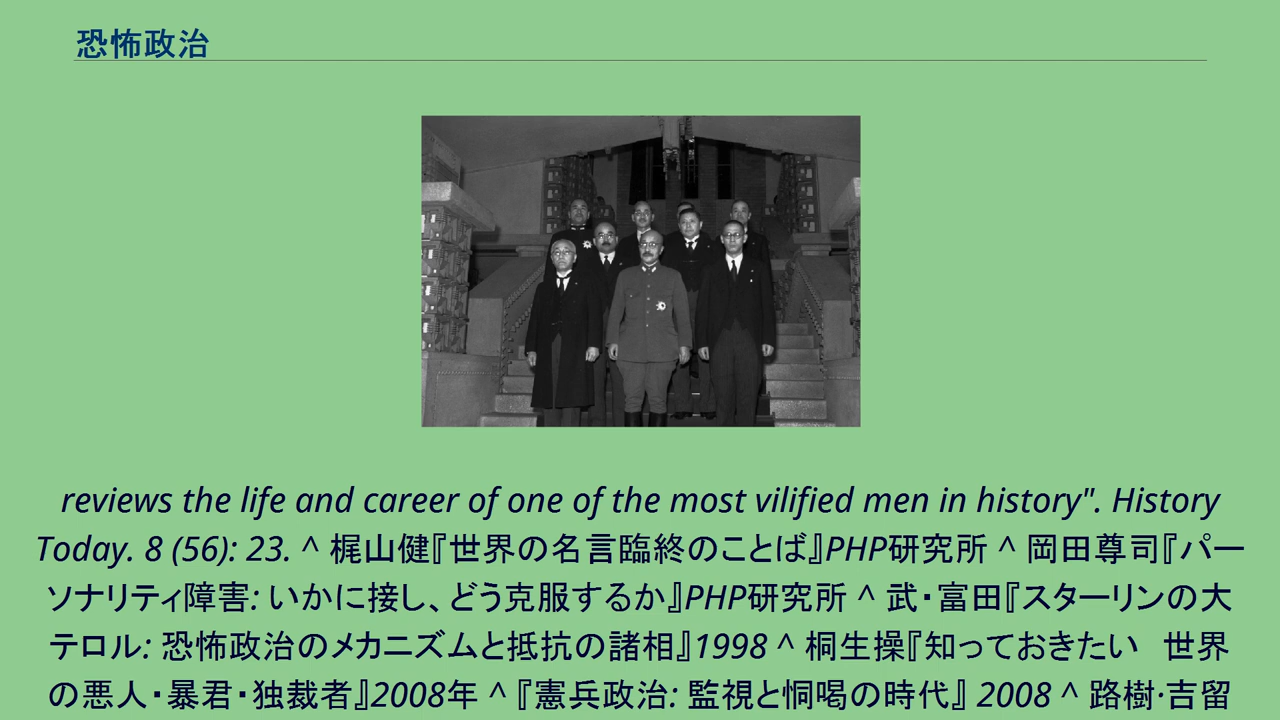 恐怖政治
reviews the life and career of one of the most vilified men in history". History
Today. 8 (56): 23. ^ 梶山健『世界の名言臨終のことば』PHP研究所 ^ 岡田尊司『パー
ソナリティ障害: いかに接し、どう克服するか』PHP研究所 ^ 武・富田『スターリンの大
テロル: 恐怖政治のメカニズムと抵抗の諸相』1998 ^ 桐生操『知っておきたい　世界
の悪人・暴君・独裁者』2008年 ^『憲兵政治: 監視と恫喝の時代』 2008 ^ 路樹·吉留